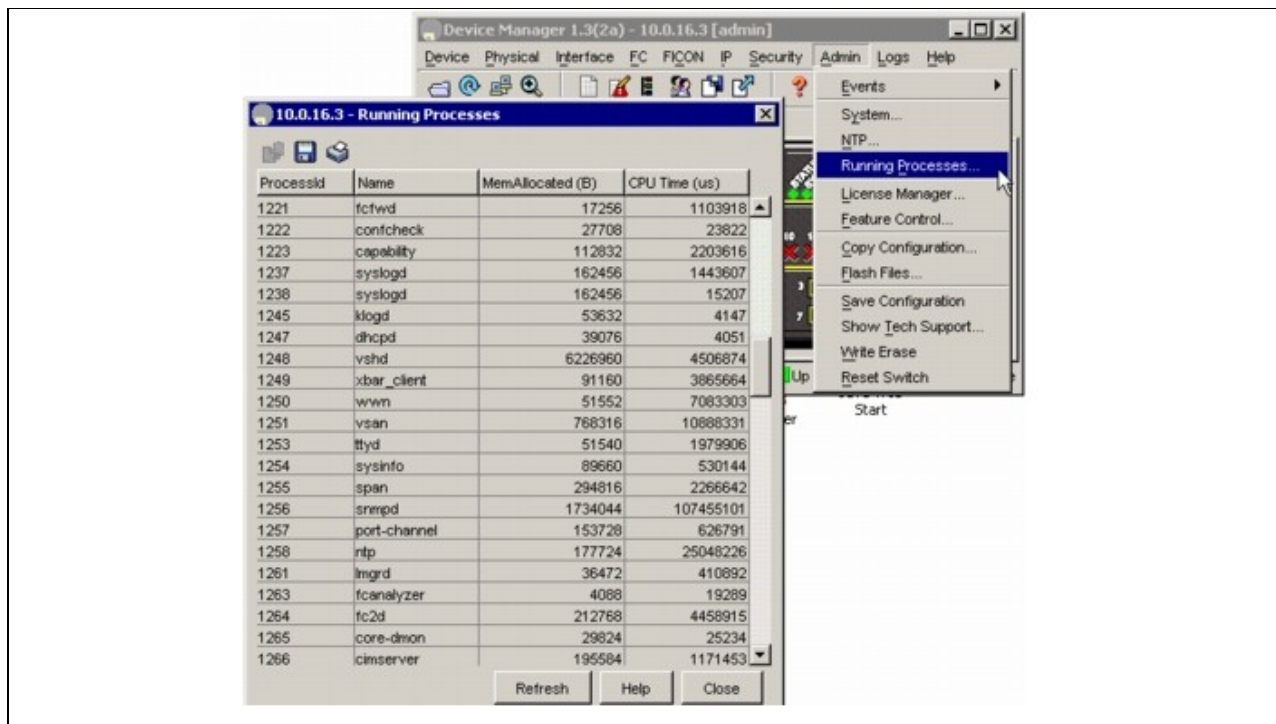 Device Manager 1.3(2a) - 10.0.16.3 [admin]
Device Physical Interface FC FICON IP Security Admin Logs Help
Events
System...
NTP...
Running Processes...
License Manager...
Feature Control...
Copy Configuration...
Flash Files...
Save Configuration
Show Tech Support...
Write Erase
Reset Switch
Up
Start
10.0.16.3 - Running Processes
ProcessId Name MemAllocated (B) CPU Time (us)
1221 fcfwd 17256 1103918
1222 confcheck 27708 23822
1223 capability 112832 2203616
1237 syslogd 162456 1443607
1238 syslogd 162456 15207
1245 klogd 53632 4147
1247 dhcpd 39076 4051
1248 vshd 6226960 4506874
1249 xbar_client 91160 3865664
1250 wwn 51552 7083303
1251 vsan 768316 10888331
1253 ttyd 51540 1979906
1254 sysinfo 89660 530144
1255 span 294816 2266642
1256 snmpd 1734044 107455101
1257 port-channel 153728 626791
1258 ntp 177724 25048226
1261 lmgrd 36472 410892
1263 fcanalyzer 4088 19289
1264 fc2d 212768 4458915
1265 core-dmon 29824 25234
1266 cimserver 195584 1171453
Refresh Help Close